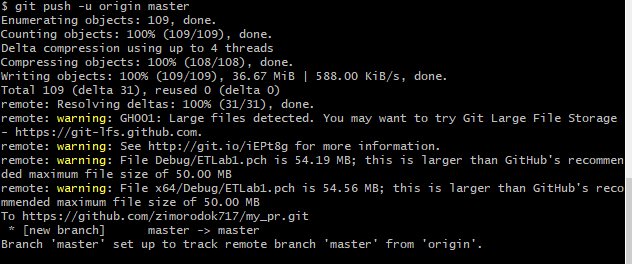 $ git push -u origin master
Enumerating objects: 109, done.
Counting objects: 100% (109/109), done.
Delta compression using up to 4 threads
Compressing objects: 100% (108/108), done.
Writing objects: 100% (109/109), 36.67 MiB | 588.00 KiB/s, done.
Total 109 (delta 31), reused 0 (delta 0)
remote: Resolving deltas: 100% (31/31), done.
remote: warning: GH001: Large files detected. You may want to try Git Large File Storage
- https://git-lfs.github.com.
remote: warning: See http://git.io/iEPt8g for more information.
remote: warning: File Debug/ETLab1.pch is 54.19 MB; this is larger than GitHub's recommen
ded maximum file size of 50.00 MB
remote: warning: File x64/Debug/ETLab1.pch is 54.56 MB; this is larger than GitHub's reco
mmended maximum file size of 50.00 MB
To https://github.com/zimorodok717/my_pr.git
 * [new branch]      master -> master
Branch 'master' set up to track remote branch 'master' from 'origin'.